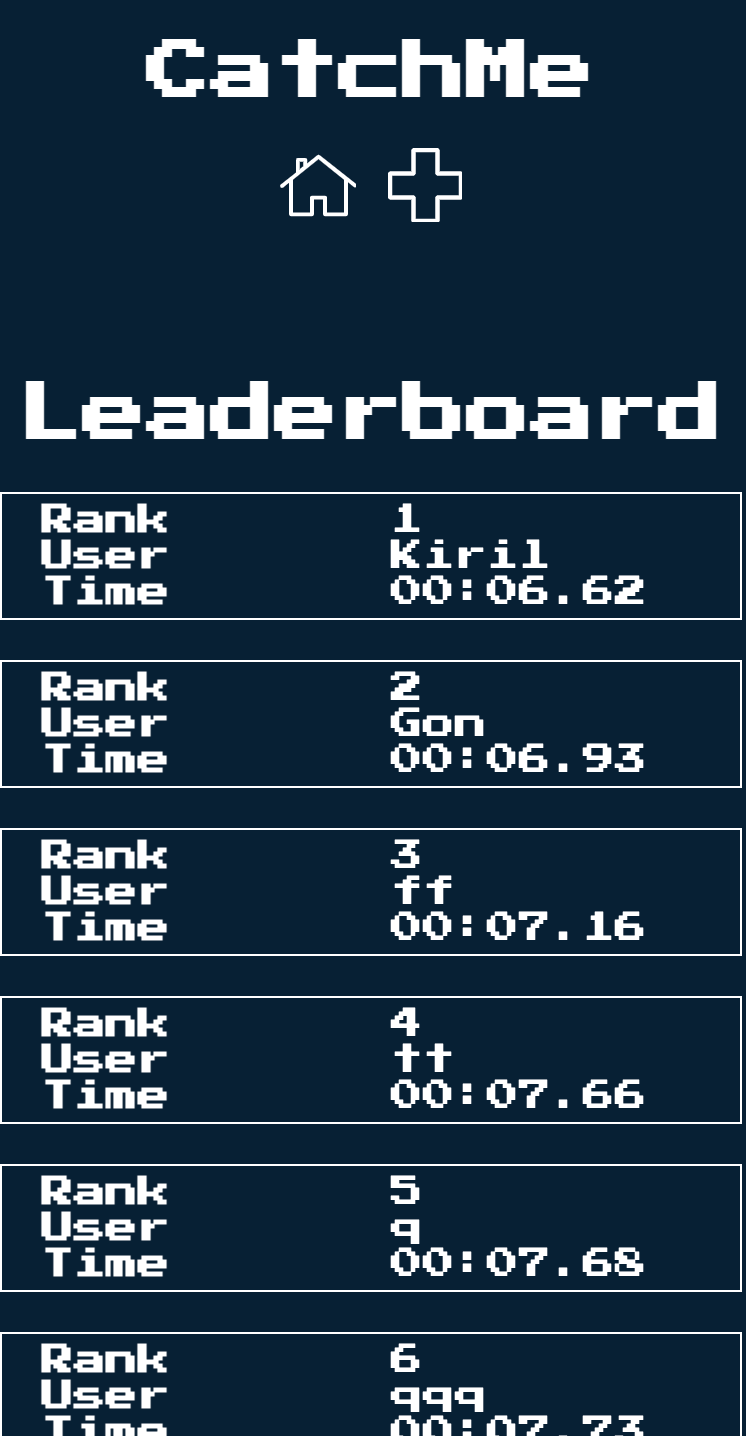 CatchMe
Leaderboard
Rank 1
User Kiril
Time 00:06.62
Rank 2
User Gon
Time 00:06.93
Rank 3
User ff
Time 00:07.16
Rank 4
User tt
Time 00:07.66
Rank 5
User q
Time 00:07.68
Rank 6
User qqq
Time 00:07.73